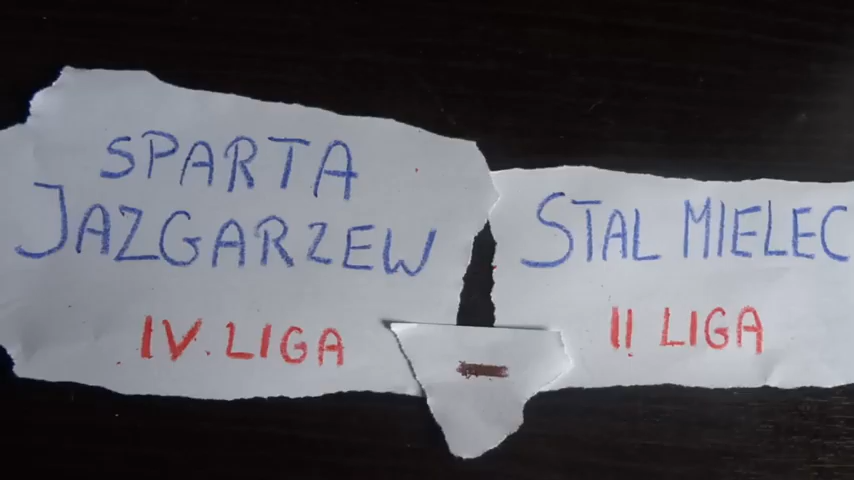 SPARTA
JAZGARZEW
IV. LIGA
-
STAL MIELEC
II LIGA